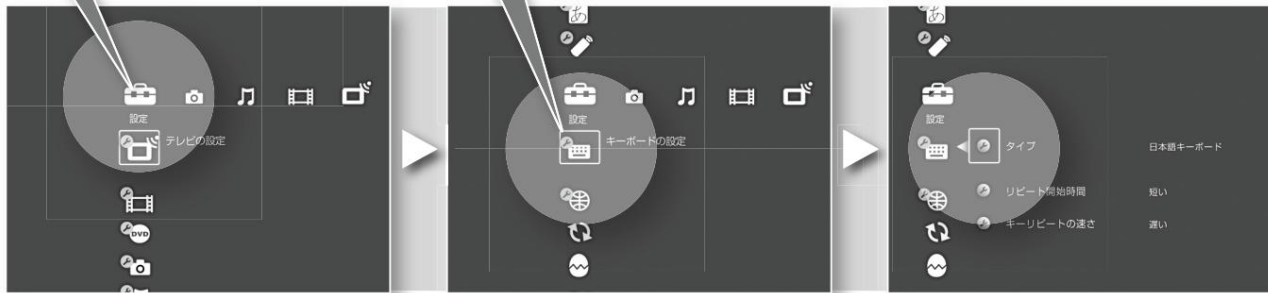 設定
テレビの設定
DVD
設定
キーボードの設定
あ
設定
タイプ 日本語キーボード
リピート開始時間 短い
キーリピートの速さ 遅い